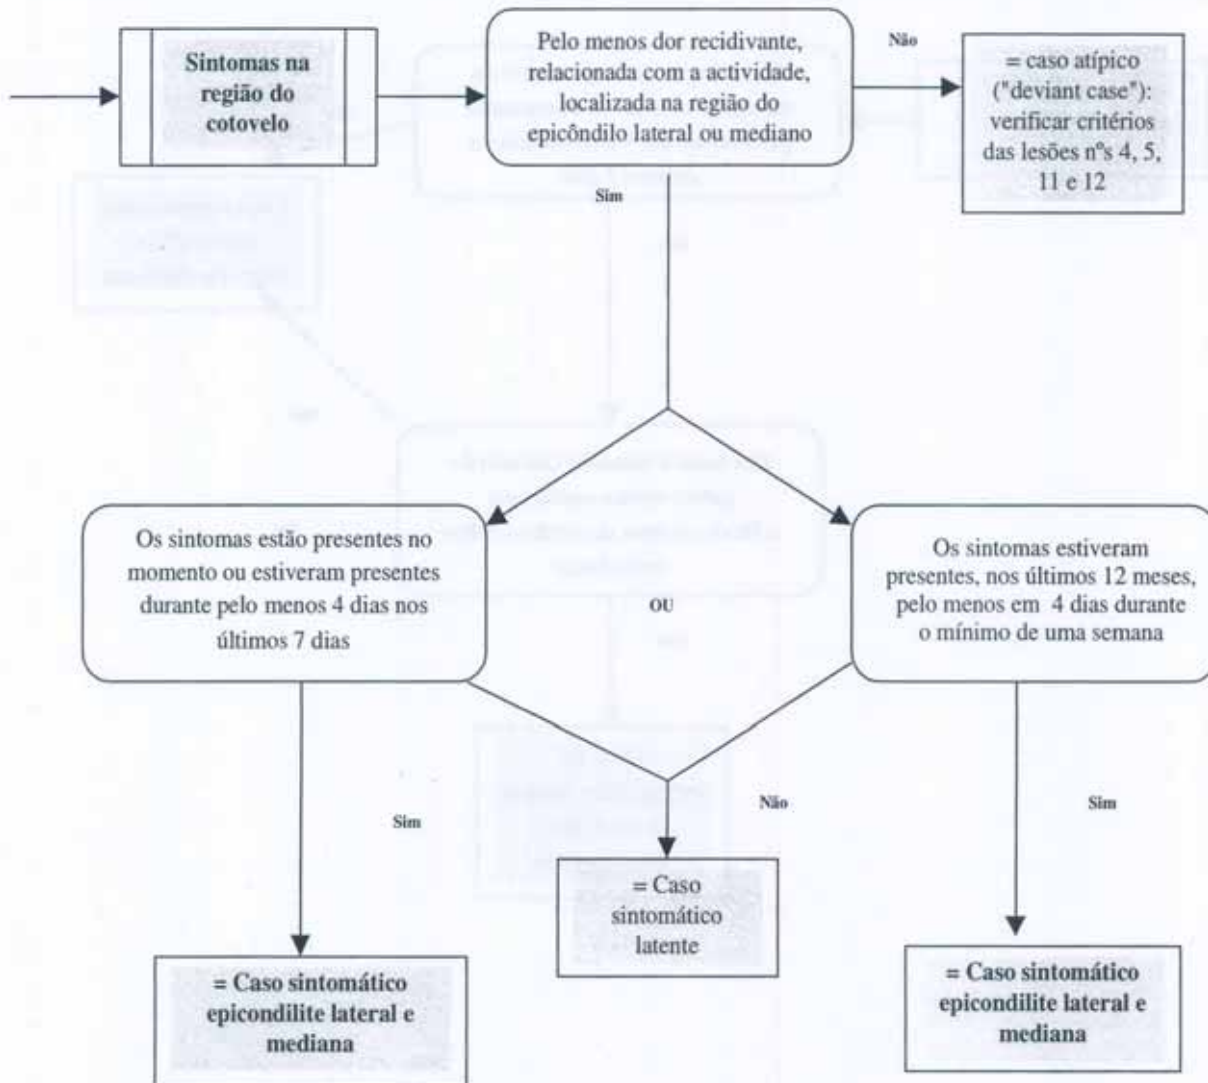 Sintomas na
região do
cotovelo
Pelo menos dor recidivante,
relacionada com a actividade,
localizada na região do
epicôndilo lateral ou mediano
Não
= caso atípico
("deviant case"):
verificar critérios
das lesões nºs 4, 5,
11 e 12
Sim
Os sintomas estão presentes no
momento ou estiveram presentes
durante pelo menos 4 dias nos
últimos 7 dias
OU
Os sintomas estiveram
presentes, nos últimos 12 meses,
pelo menos em 4 dias durante
o mínimo de uma semana
Sim
Não
Sim
= Caso
sintomático
latente
= Caso sintomático
epicondilite lateral e
mediana
= Caso sintomático
epicondilite lateral e
mediana